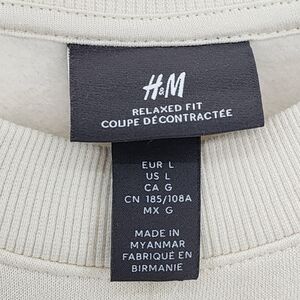 H&M
RELAXED FIT
COUPE DÉCONTRACTÉE
EUR L
US L
CA G
CN 185/108A
MX G
MADE IN
MYANMAR
FABRIQUÉ EN
BIRMANIE